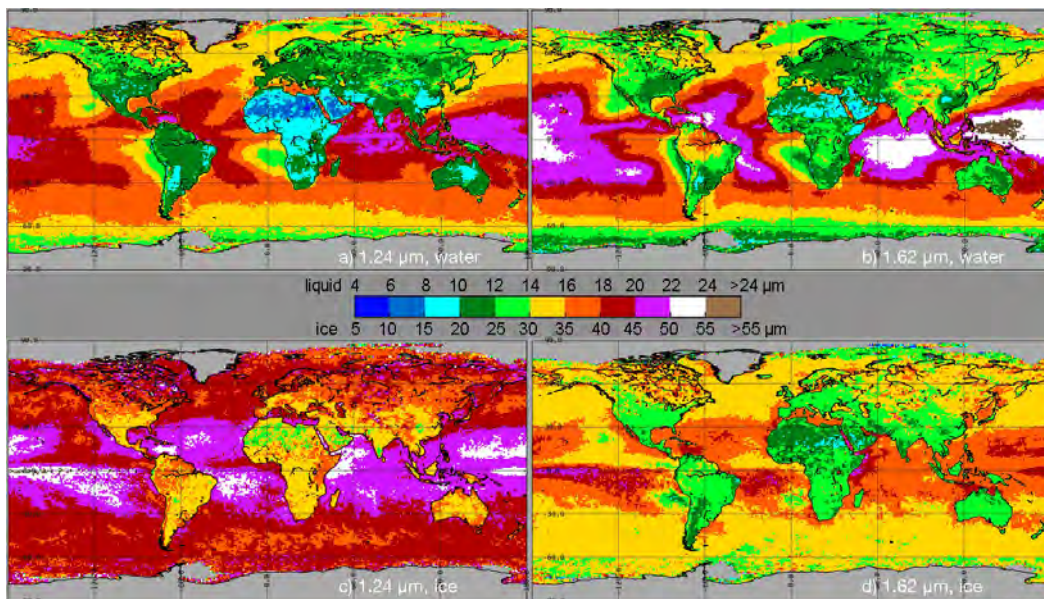 a) 1.24 µm, water
b) 1.62 µm, water
liquid 4 6 8 10 12 14 16 18 20 22 24 >24 µm
ice 5 10 15 20 25 30 35 40 45 50 55 >55 µm
c) 1.24 µm, ice
d) 1.62 µm, ice